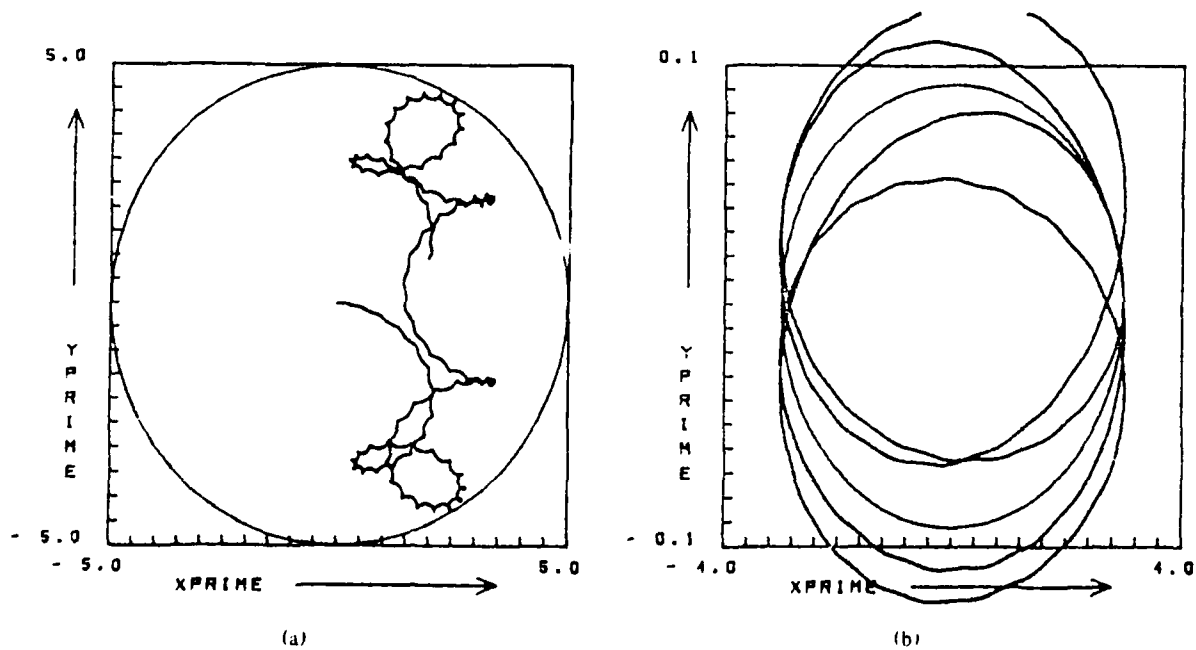 5.0
YPRIME
- 5.0
- 5.0
5.0
XPRIME
(a)
0.1
YPRIME
- 0.1
- 4.0
4.0
XPRIME
(b)